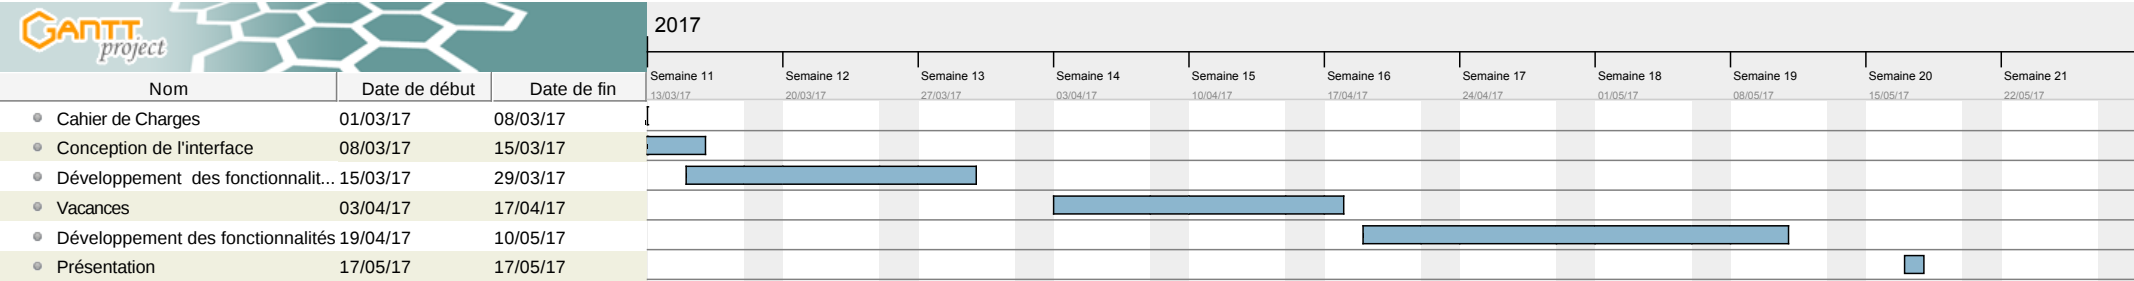 GANTT
project
2017
Semaine 11 Semaine 12 Semaine 13 Semaine 14 Semaine 15 Semaine 16 Semaine 17 Semaine 18 Semaine 19 Semaine 20 Semaine 21
Nom Date de début Date de fin
13/03/17 20/03/17 27/03/17 03/04/17 10/04/17 17/04/17 24/04/17 01/05/17 08/05/17 15/05/17 22/05/17
Cahier de Charges 01/03/17 08/03/17
Conception de l'interface 08/03/17 15/03/17
Développement des fonctionnalit... 15/03/17 29/03/17
Vacances 03/04/17 17/04/17
Développement des fonctionnalités 19/04/17 10/05/17
Présentation 17/05/17 17/05/17